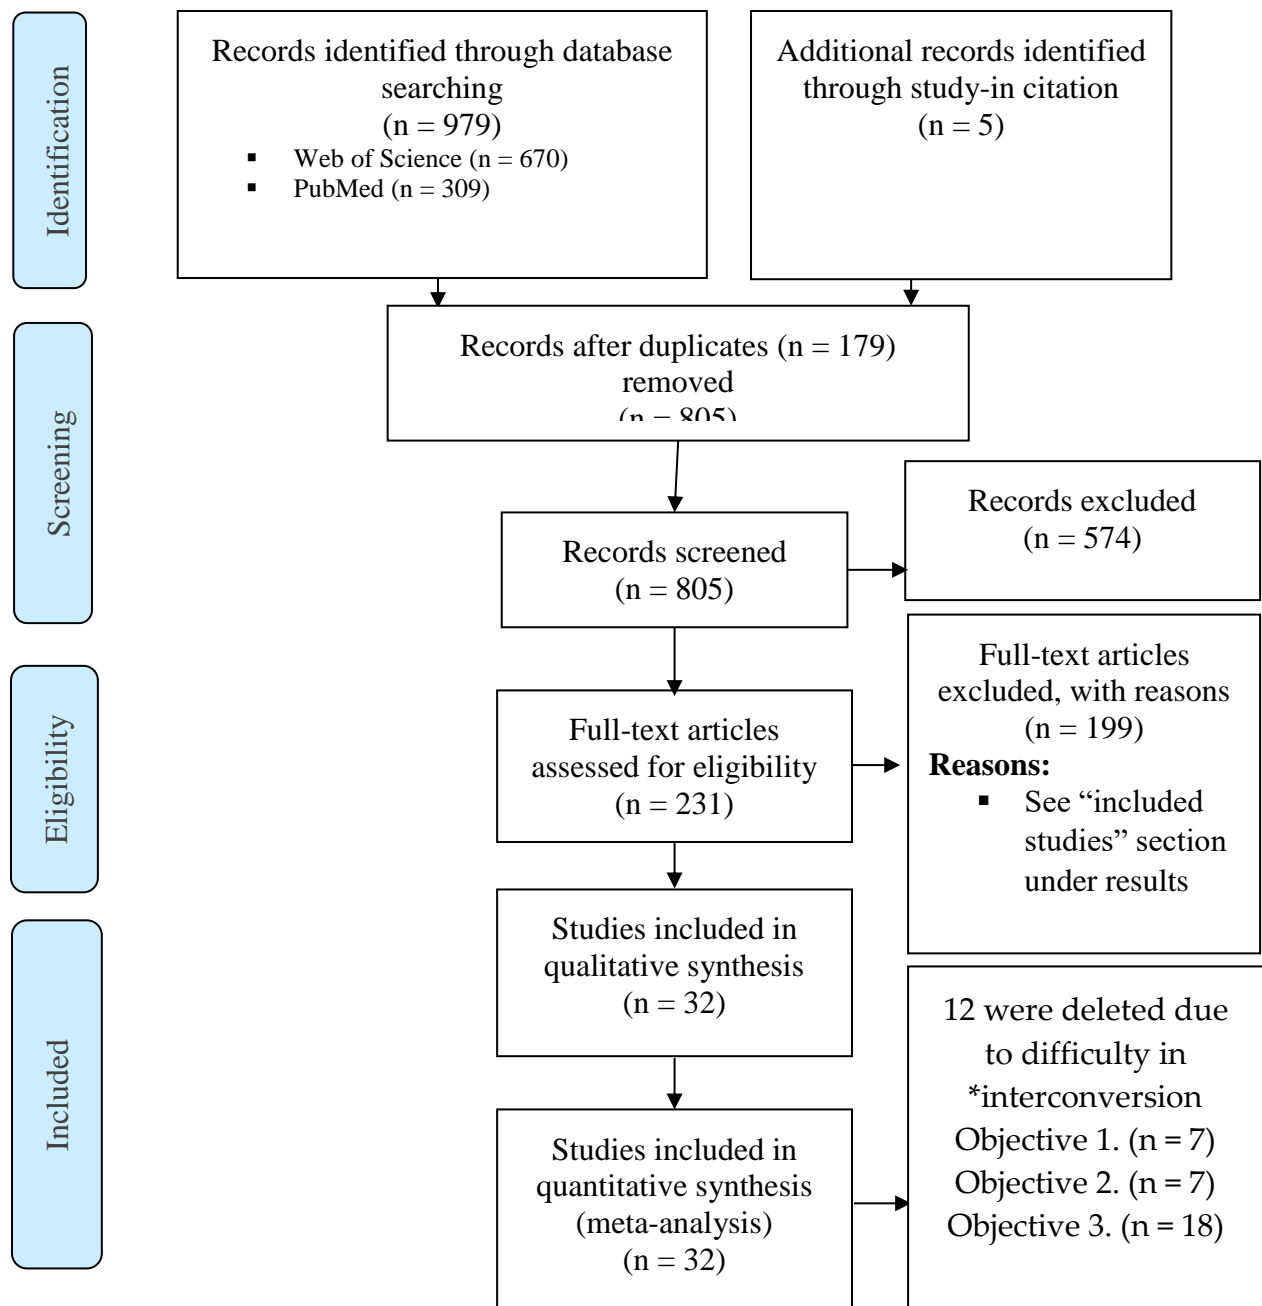 Identification
Records identified through database
searching
(n = 979)
▪ Web of Science (n = 670)
▪ PubMed (n = 309)
Additional records identified
through study-in citation
(n = 5)
Screening
Records after duplicates (n = 179)
removed
(n = 805)
Records screened
(n = 805)
Records excluded
(n = 574)
Eligibility
Full-text articles
assessed for eligibility
(n = 231)
Full-text articles
excluded, with reasons
(n = 199)
Reasons:
▪ See “included
studies” section
under results
Included
Studies included in
qualitative synthesis
(n = 32)
Studies included in
quantitative synthesis
(meta-analysis)
(n = 32)
12 were deleted due
to difficulty in
*interconversion
Objective 1. (n = 7)
Objective 2. (n = 7)
Objective 3. (n = 18)